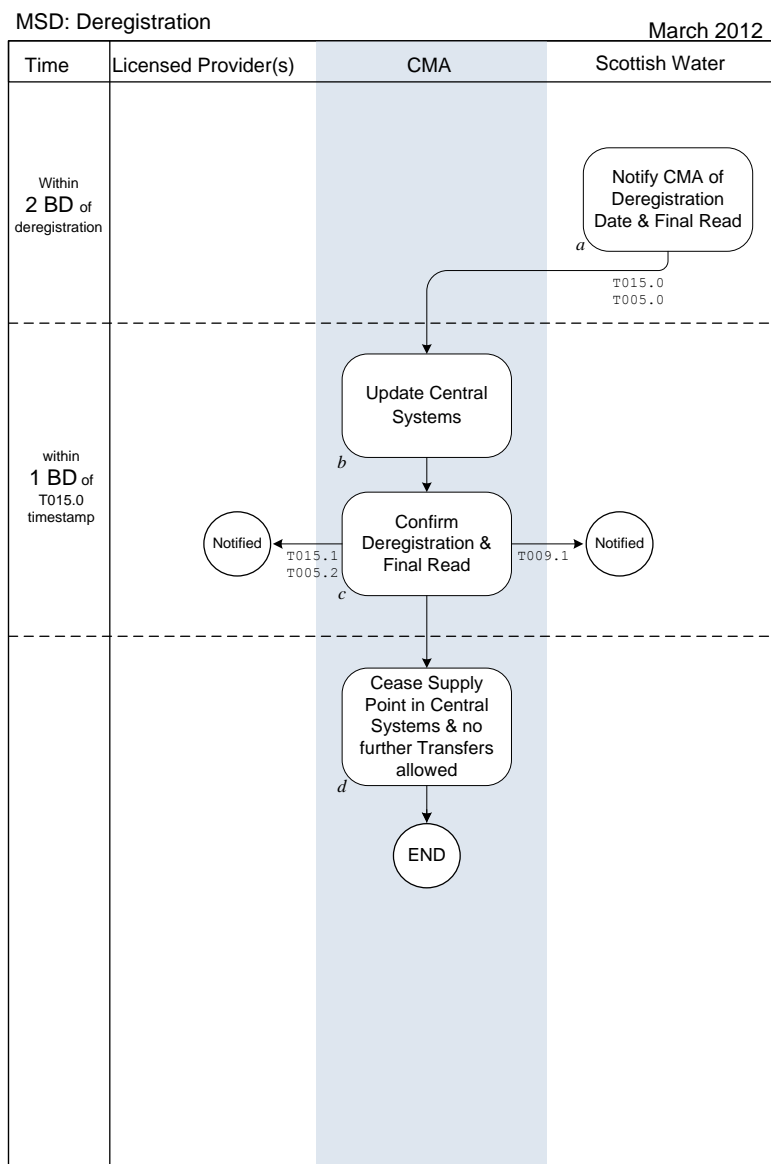 MSD: Deregistration
March 2012
Time
Licensed Provider(s)
CMA
Scottish Water
Within
2 BD of
deregistration
Notify CMA of
Deregistration
Date & Final Read
a
T015.0
T005.0
within
1 BD of
T015.0
timestamp
Update Central
Systems
b
Notified
T015.1
T005.2
Confirm
Deregistration &
Final Read
c
T009.1
Notified
Cease Supply
Point in Central
Systems & no
further Transfers
allowed
d
END